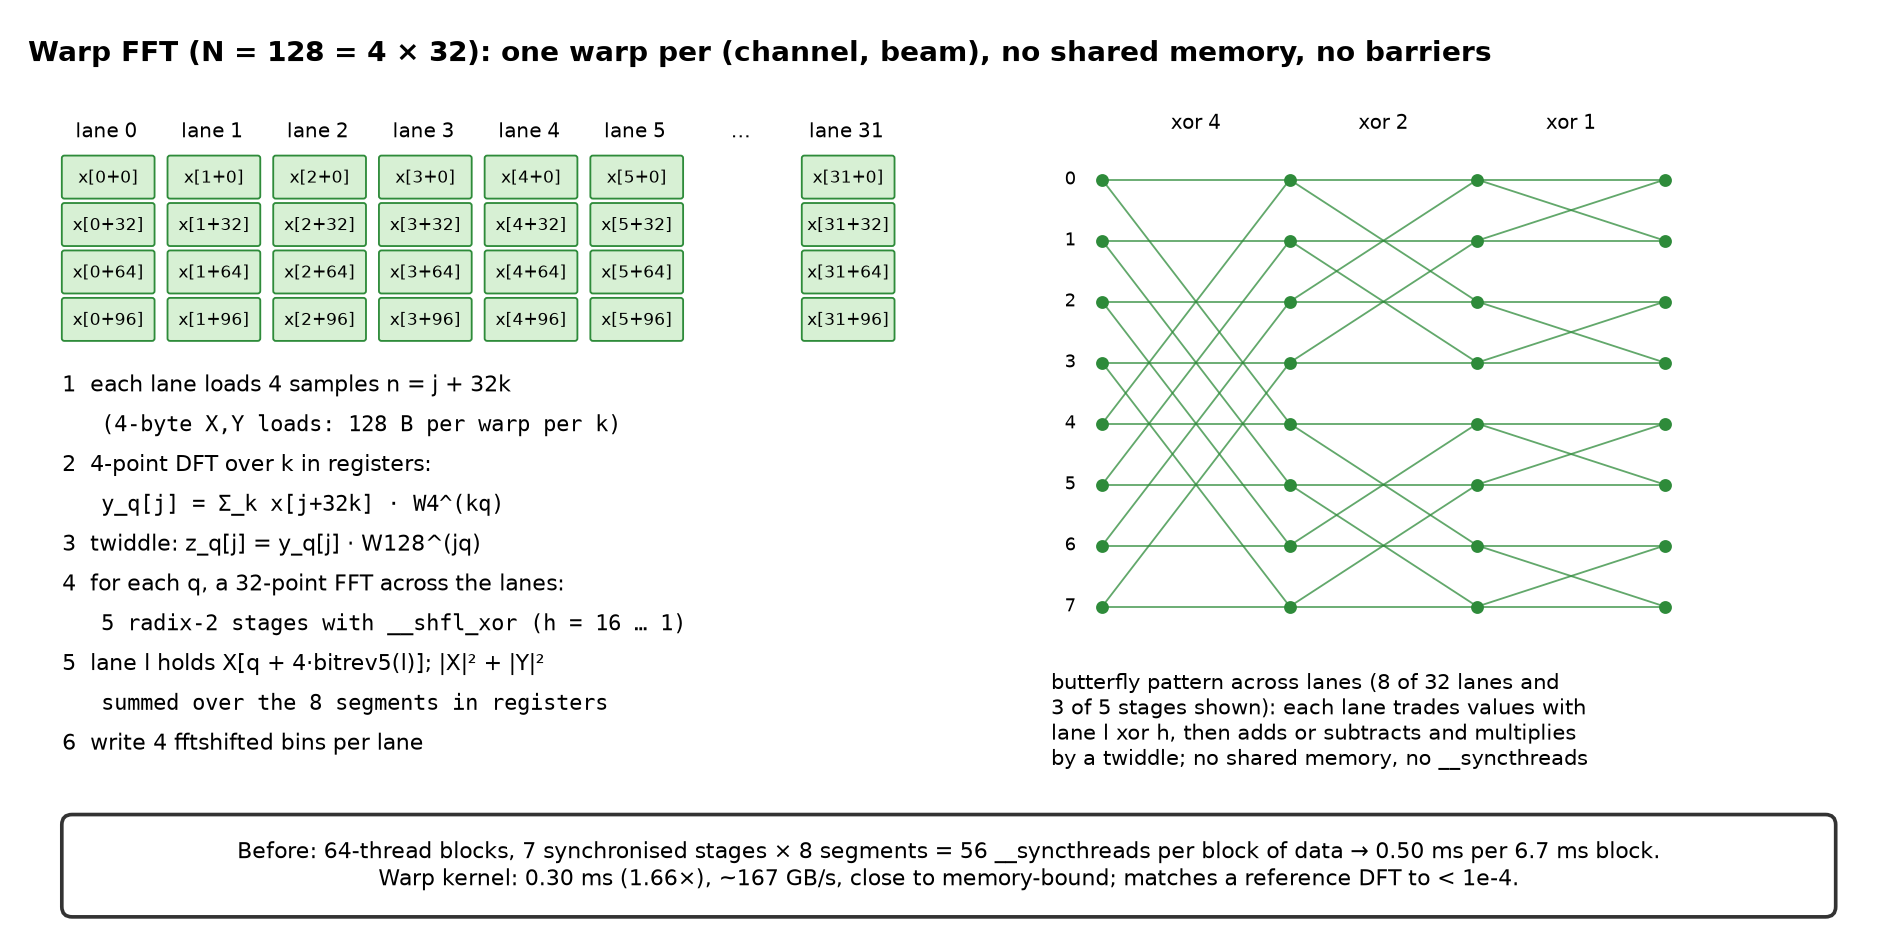 Warp FFT (N = 128 = 4 × 32): one warp per (channel, beam), no shared memory, no barriers
lane 0 lane 1 lane 2 lane 3 lane 4 lane 5 ... lane 31
x[0+0] x[1+0] x[2+0] x[3+0] x[4+0] x[5+0] x[31+0]
x[0+32] x[1+32] x[2+32] x[3+32] x[4+32] x[5+32] x[31+32]
x[0+64] x[1+64] x[2+64] x[3+64] x[4+64] x[5+64] x[31+64]
x[0+96] x[1+96] x[2+96] x[3+96] x[4+96] x[5+96] x[31+96]
1 each lane loads 4 samples n = j + 32k
(4-byte X,Y loads: 128 B per warp per k)
2 4-point DFT over k in registers:
y_q[j] = Σ_k x[j+32k] · W4^(kq)
3 twiddle: z_q[j] = y_q[j] · W128^(jq)
4 for each q, a 32-point FFT across the lanes:
5 radix-2 stages with __shfl_xor (h = 16 … 1)
5 lane l holds X[q + 4·bitrev5(l)]; |X|² + |Y|²
summed over the 8 segments in registers
6 write 4 fftshifted bins per lane
xor 4 xor 2 xor 1
0
1
2
3
4
5
6
7
butterfly pattern across lanes (8 of 32 lanes and
3 of 5 stages shown): each lane trades values with
lane l xor h, then adds or subtracts and multiplies
by a twiddle; no shared memory, no __syncthreads
Before: 64-thread blocks, 7 synchronised stages × 8 segments = 56 __syncthreads per block of data → 0.50 ms per 6.7 ms block.
Warp kernel: 0.30 ms (1.66×), ~167 GB/s, close to memory-bound; matches a reference DFT to < 1e-4.